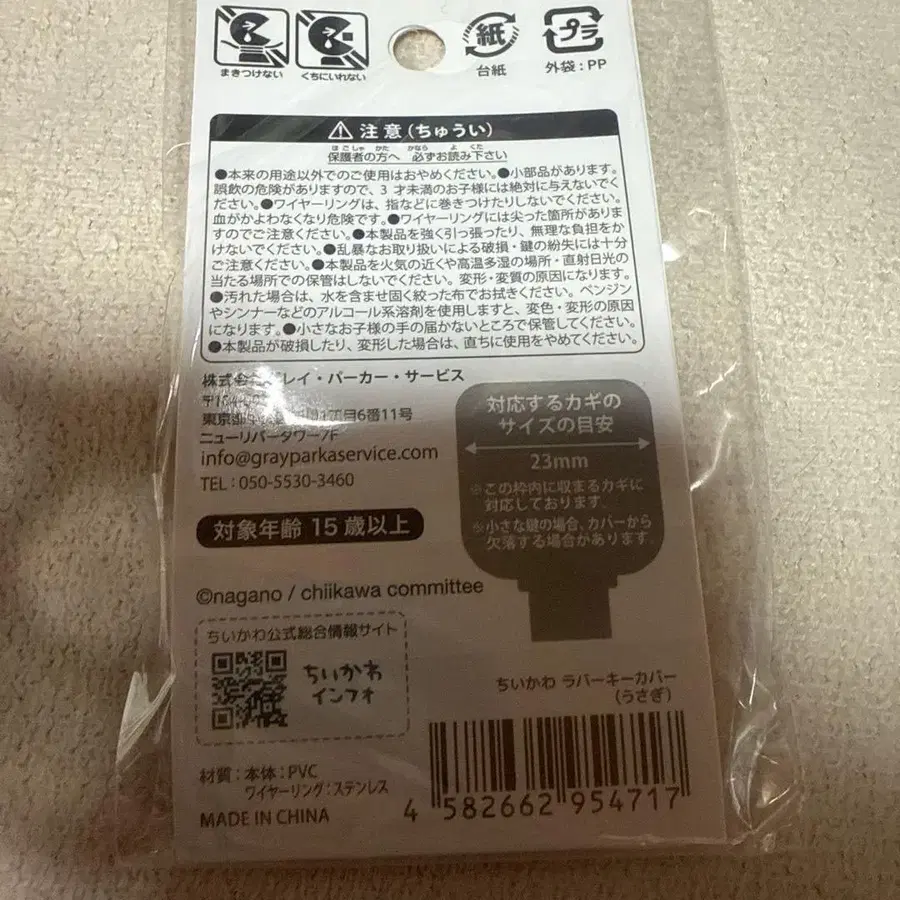 まきつけない
くちにいれない
紙
台紙
プラ
外袋：PP
注意（ちゅうい）
ほごしゃ かた かなら よ くだ
保護者の方へ 必ずお読み下さい
●本来の用途以外でのご使用はおやめください。●小部品があります。
誤飲の危険がありますので、3 才未満のお子様には絶対に与えないでく
ださい。●ワイヤーリングは、指などに巻きつけたりしないでください。
血がかよわなくなり危険です。●ワイヤーリングには尖った箇所がありま
すのでご注意ください。●本製品を強く引っ張ったり、無理な負担をか
けないでください。●乱暴なお取り扱いによる破損・鍵の紛失には十分
ご注意ください。●本製品を火気の近くや高温多湿の場所・直射日光の
当たる場所での保管はしないでください。変形・変質の原因になります。
●汚れた場合は、水を含ませ固く絞った布でお拭きください。ベンジン
やシンナーなどのアルコール系溶剤を使用しますと、変色・変形の原因
になります。●小さなお子様の手の届かないところで保管してください。
●本製品が破損したり、変形した場合は、直ちに使用をやめてください。
株式会社グレイ・パーカー・サービス
東京都 1丁目6番11号
ニューリバータワー7F
info@grayparkaservice.com
TEL：050-5530-3460
対象年齢 15 歳以上
対応するカギの
サイズの目安
23mm
※この枠内に収まるカギに
対応しております。
※小さな鍵の場合、カバーから
欠落する場合があります。
©nagano / chiikawa committee
ちいかわ公式総合情報サイト
ちいかわ
インフォ
ちいかわ ラバーキーカバー
（うさぎ）
材質：本体：PVC
ワイヤーリング：ステンレス
MADE IN CHINA
4 582662 954717